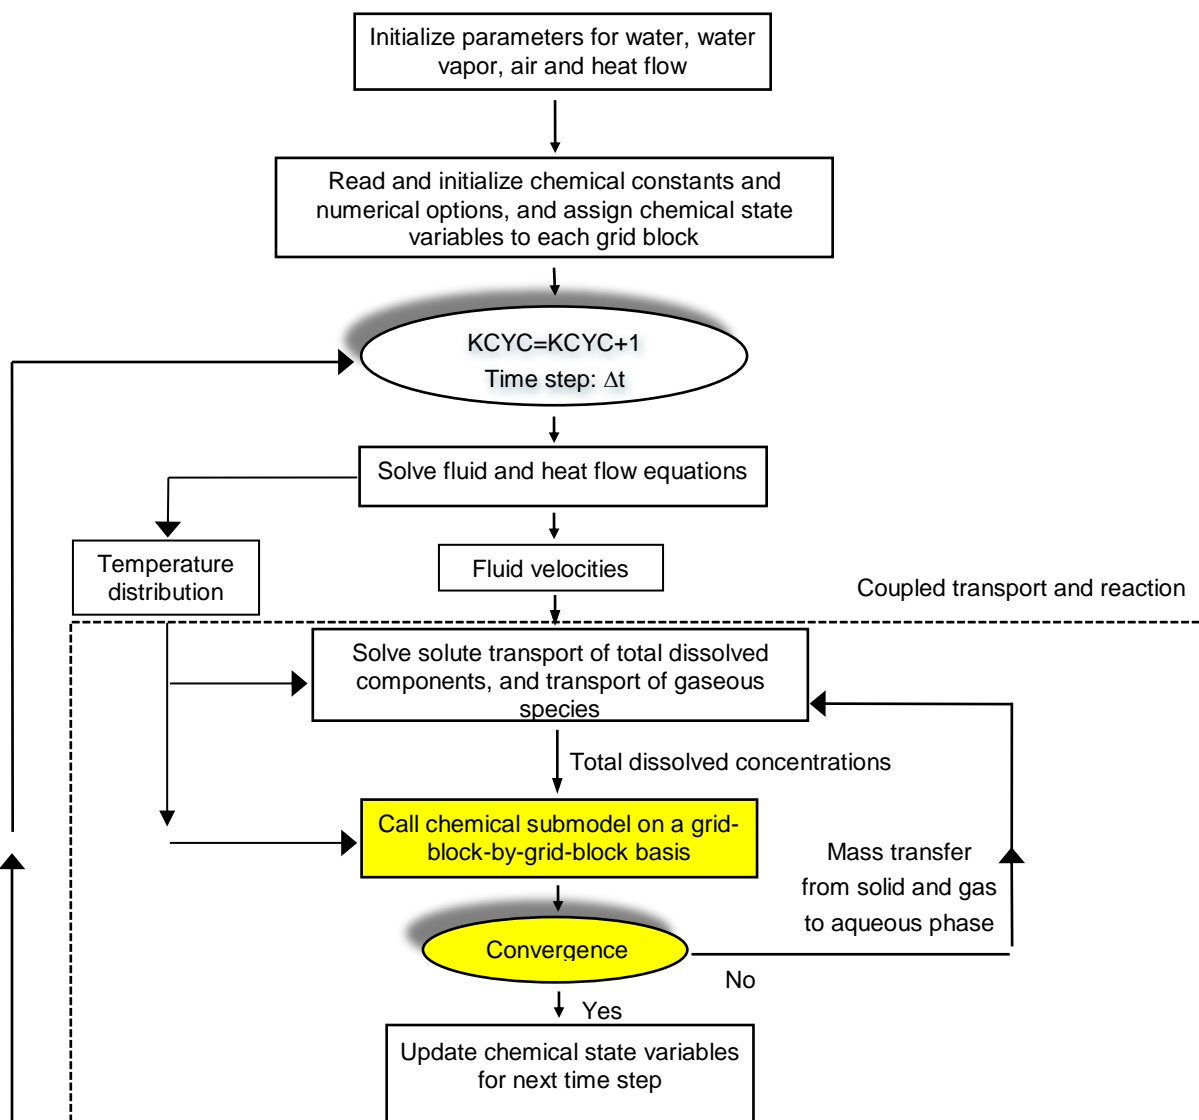 Initialize parameters for water, water
vapor, air and heat flow
Read and initialize chemical constants and
numerical options, and assign chemical state
variables to each grid block
KCYC=KCYC+1
Time step: Δt
Solve fluid and heat flow equations
Temperature
distribution
Fluid velocities
Coupled transport and reaction
Solve solute transport of total dissolved
components, and transport of gaseous
species
Total dissolved concentrations
Call chemical submodel on a grid-
block-by-grid-block basis
Mass transfer
from solid and gas
to aqueous phase
Convergence
No
Yes
Update chemical state variables
for next time step